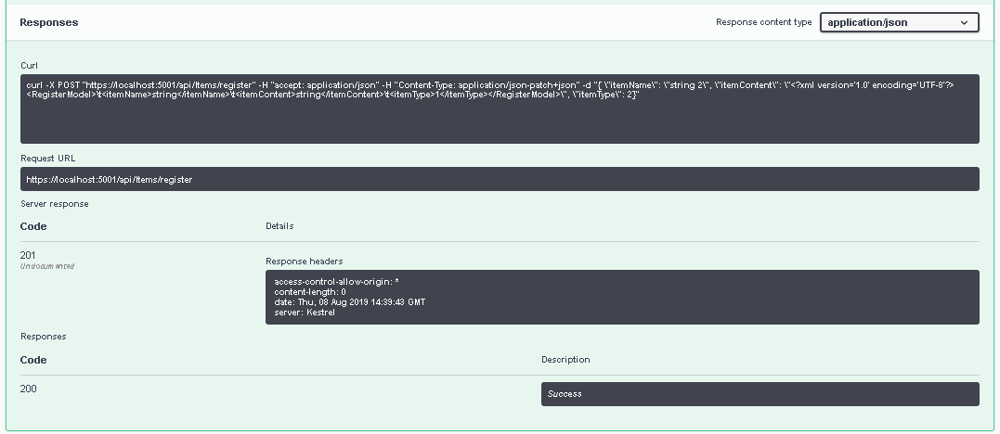 Responses
Response content type
application/json
Curl
curl -X POST "https://localhost:5001/api/Items/register" -H "accept: application/json" -H "Content-Type: application/json-patch+json" -d "{ \"itemName\": \"string 2\", \"itemContent\": \"<?xml version='1.0' encoding='UTF-8'?>
<RegisterModel>\t<itemName>string</itemName>\t<itemContent>string</itemContent>\t<itemType>1</itemType></RegisterModel>\", \"itemType\": 2}"
Request URL
https://localhost:5001/api/Items/register
Server response
Code
Details
201
Undocumented
Response headers
access-control-allow-origin: *
content-length: 0
date: Thu, 08 Aug 2019 14:39:43 GMT
server: Kestrel
Responses
Code
Description
200
Success